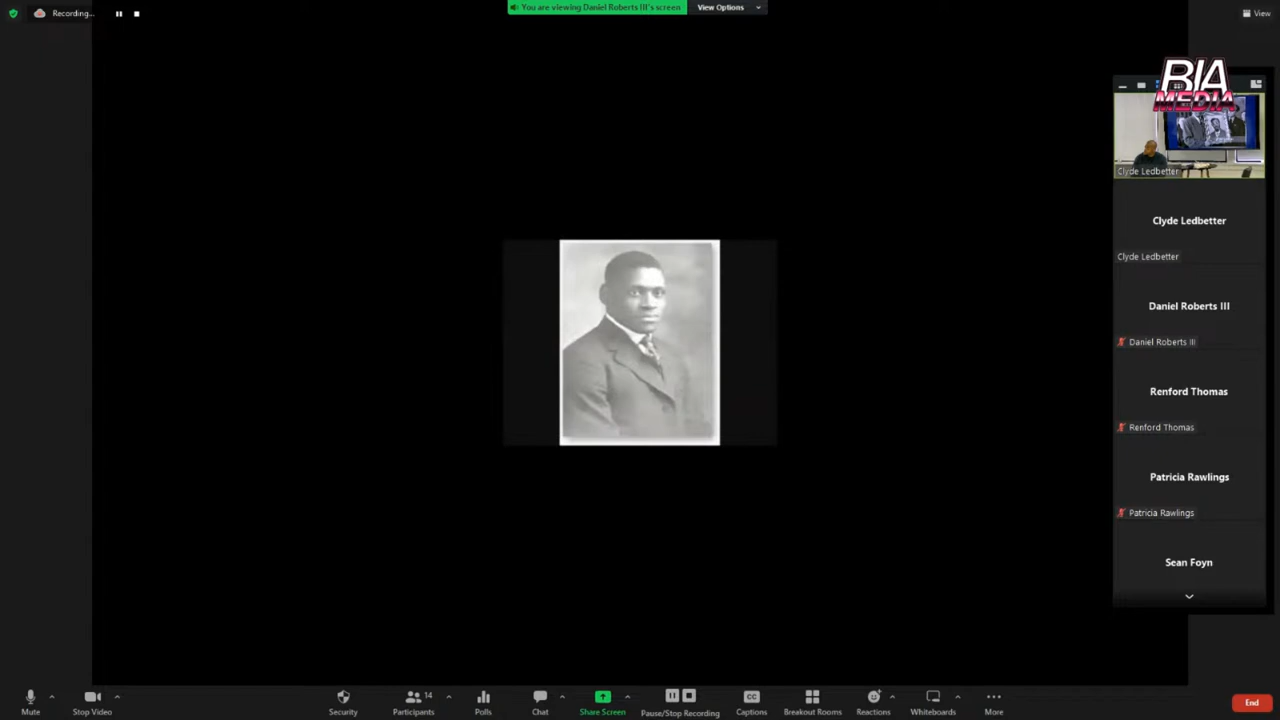 Recording...
You are viewing Daniel Roberts III's screen
View Options
View
BIA
MEDIA
Clyde Ledbetter
Clyde Ledbetter
Clyde Ledbetter
Daniel Roberts III
Daniel Roberts III
Renford Thomas
Renford Thomas
Patricia Rawlings
Patricia Rawlings
Sean Foyn
Mute
Stop Video
Security
Participants
14
Polls
Chat
Share Screen
Pause/Stop Recording
CC
Captions
Breakout Rooms
Reactions
Whiteboards
More
End